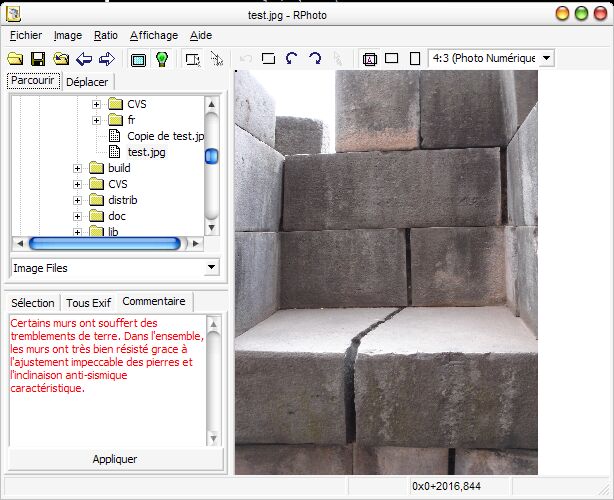 test.jpg - RPhoto
Fichier Image Ratio Affichage Aide
4:3 (Photo Numérique
Parcourir Déplacer
CVS
fr
Copie de test.jp
test.jpg
build
CVS
distrib
doc
lib
Image Files
Sélection Tous Exif Commentaire
Certains murs ont souffert des
tremblements de terre. Dans l'ensemble,
les murs ont très bien résisté grace à
l'ajustement impeccable des pierres et
l'inclinaison anti-sismique
caractéristique.
Appliquer
0x0+2016,844